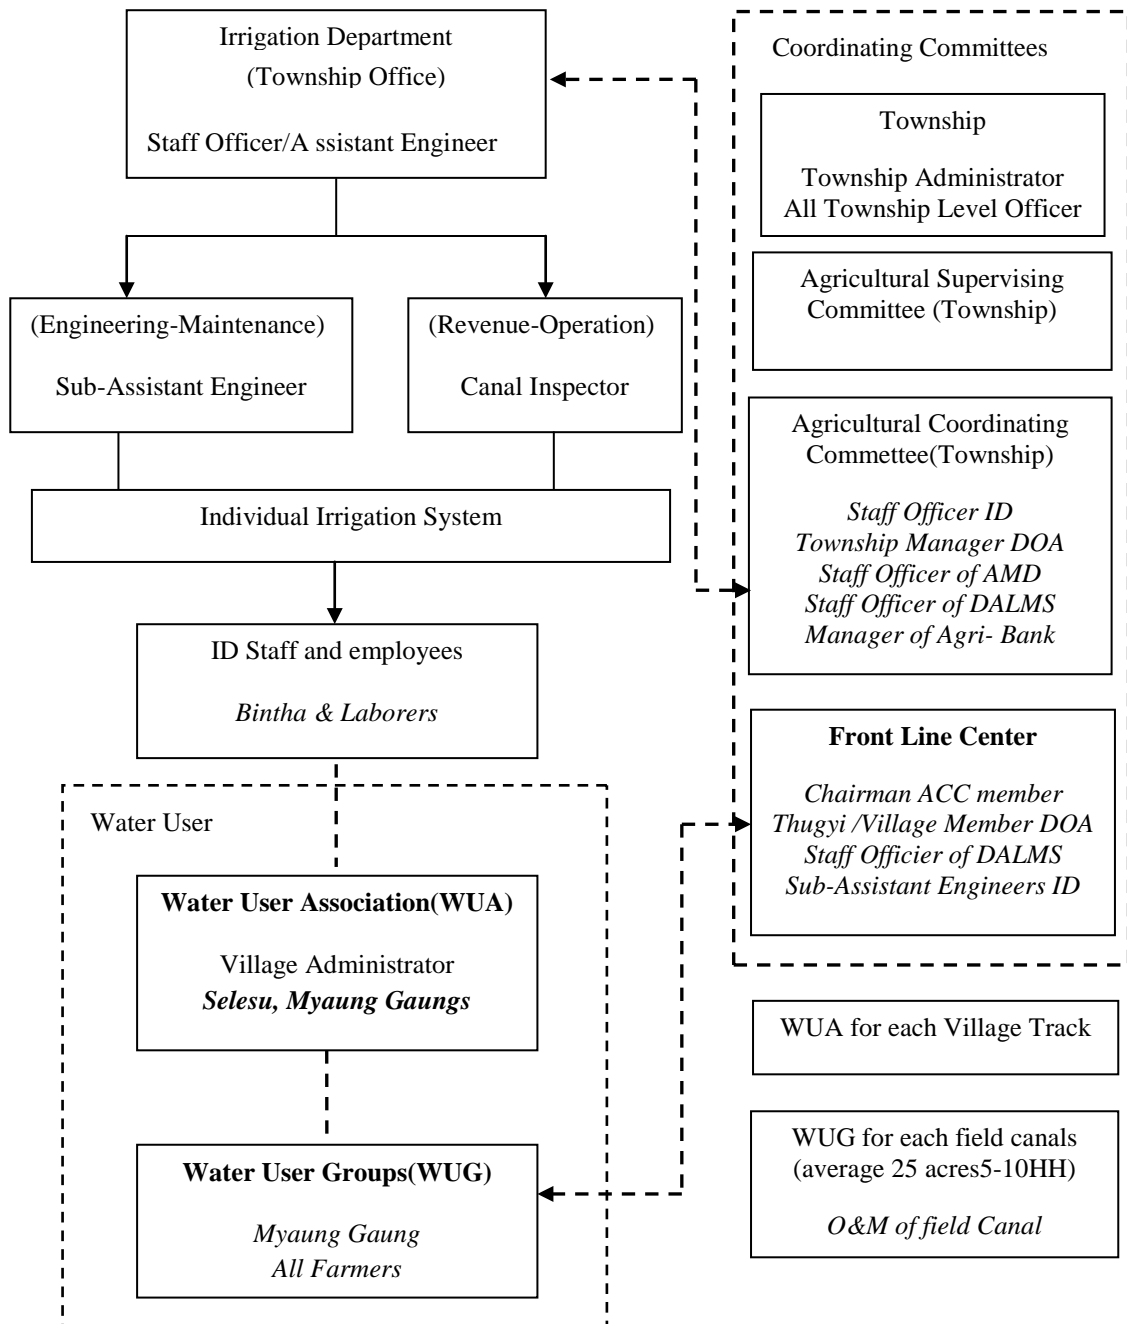 Irrigation Department
(Township Office)
Staff Officer/A ssistant Engineer
(Engineering-Maintenance)
Sub-Assistant Engineer
(Revenue-Operation)
Canal Inspector
Individual Irrigation System
ID Staff and employees
Bintha & Laborers
Water User
Water User Association(WUA)
Village Administrator
Selesu, Myaung Gaungs
Water User Groups(WUG)
Myaung Gaung
All Farmers
Coordinating Committees
Township
Township Administrator
All Township Level Officer
Agricultural Supervising
Committee (Township)
Agricultural Coordinating
Commettee(Township)
Staff Officer ID
Township Manager DOA
Staff Officer of AMD
Staff Officer of DALMS
Manager of Agri- Bank
Front Line Center
Chairman ACC member
Thugyi /Village Member DOA
Staff Officier of DALMS
Sub-Assistant Engineers ID
WUA for each Village Track
WUG for each field canals
(average 25 acres5-10HH)
O&M of field Canal